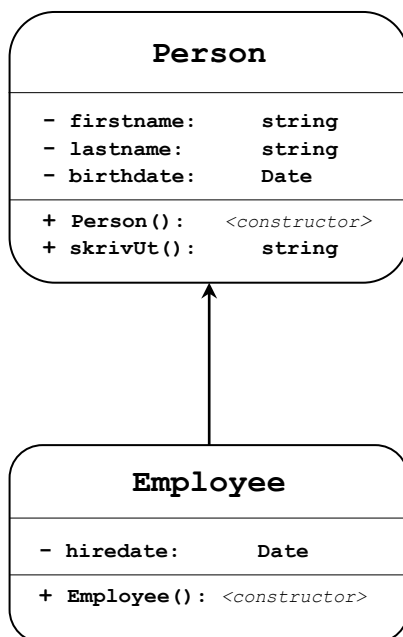 Person
- firstname: string
- lastname: string
- birthdate: Date
+ Person(): <constructor>
+ skrivUt(): string
Employee
- hiredate: Date
+ Employee(): <constructor>